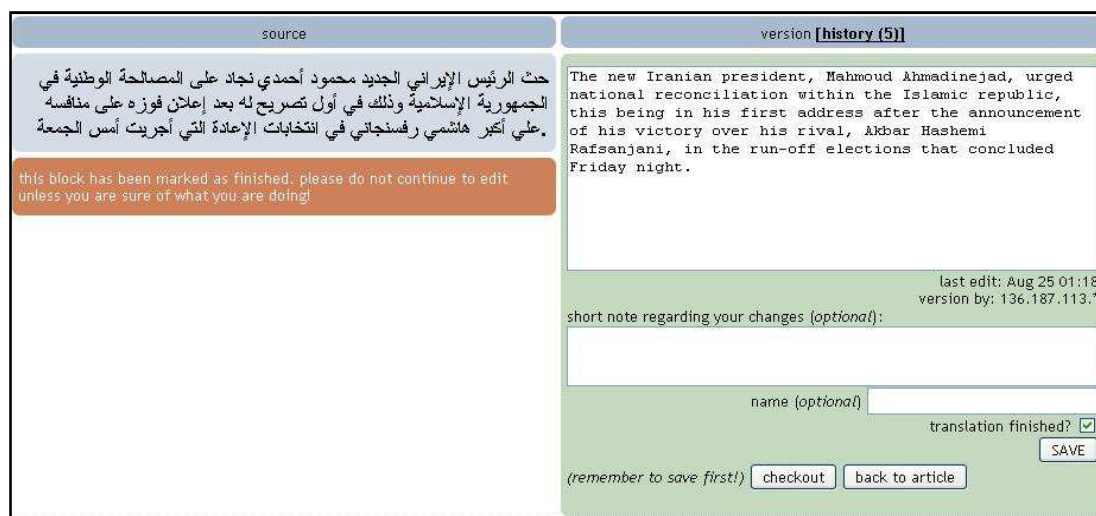 source
حث الرئيس الإيراني الجديد محمود أحمدي نجاد على المصالحة الوطنية في
الجمهورية الإسلامية وذلك في أول تصريح له بعد إعلان فوزه على منافسه
علي أكبر هاشمي رفسنجاني في انتخابات الإعادة التي أجريت أمس الجمعة.
this block has been marked as finished. please do not continue to edit
unless you are sure of what you are doing!
version [history (5)]
The new Iranian president, Mahmoud Ahmadinejad, urged
national reconciliation within the Islamic republic,
this being in his first address after the announcement
of his victory over his rival, Akbar Hashemi
Rafsanjani, in the run-off elections that concluded
Friday night.
last edit: Aug 25 01:18
version by: 136.187.113.*
short note regarding your changes (optional):
name (optional)
translation finished?
SAVE
(remember to save first!) checkout back to article